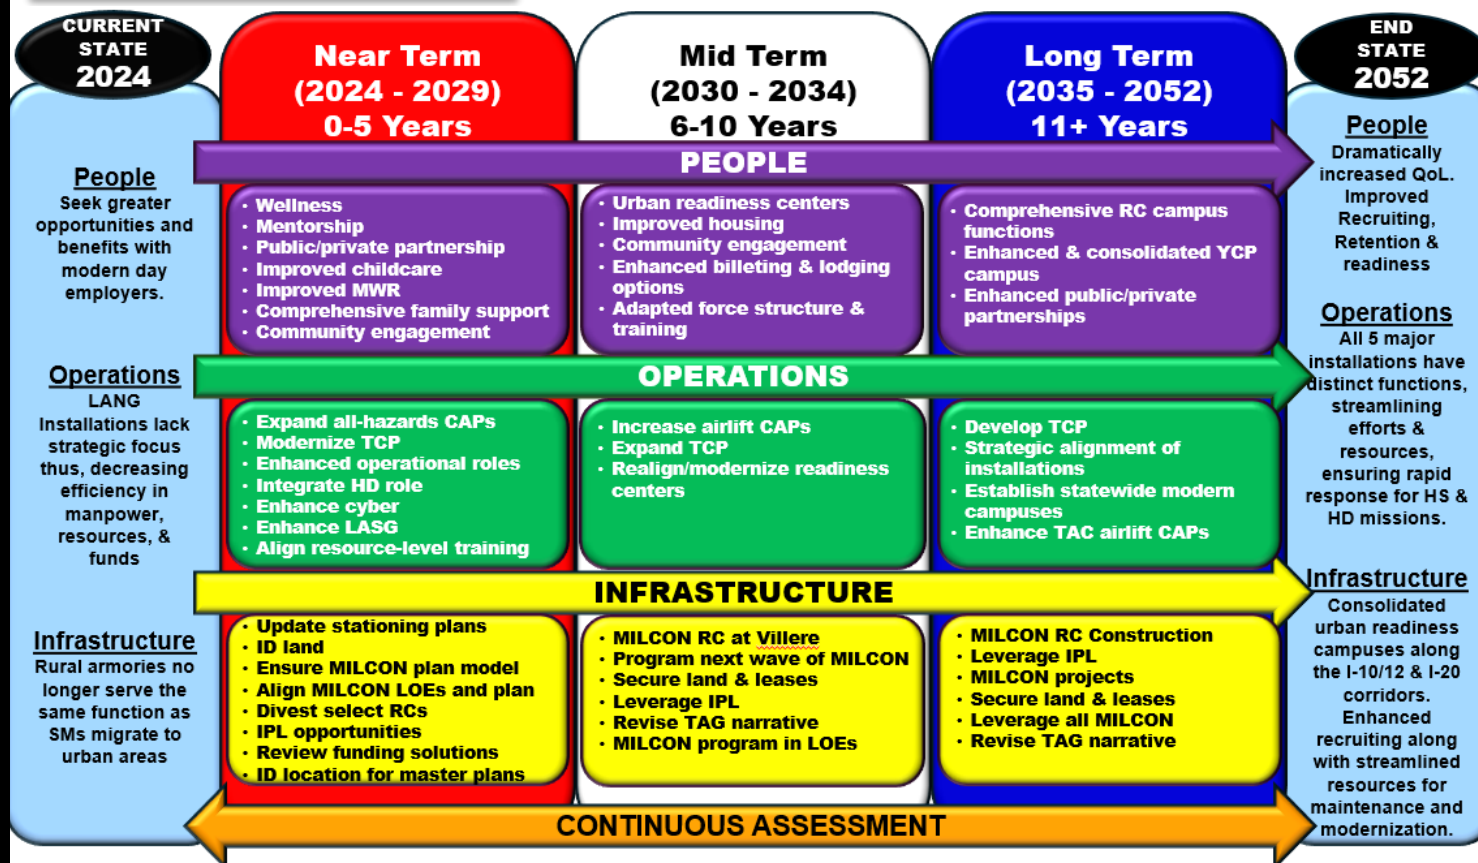 CURRENT
STATE
2024
Near Term
(2024 - 2029)
0-5 Years
Mid Term
(2030 - 2034)
6-10 Years
Long Term
(2035 - 2052)
11+ Years
END
STATE
2052
People
Seek greater
opportunities and
benefits with
modern day
employers.
Operations
LANG
Installations lack
strategic focus
thus, decreasing
efficiency in
manpower,
resources, &
funds
Infrastructure
Rural armories no
longer serve the
same function as
SMs migrate to
urban areas
PEOPLE
• Wellness
• Mentorship
• Public/private partnership
• Improved childcare
• Improved MWR
• Comprehensive family support
• Community engagement
• Urban readiness centers
• Improved housing
• Community engagement
• Enhanced billeting & lodging
options
• Adapted force structure &
training
• Comprehensive RC campus
functions
• Enhanced & consolidated YCP
campus
• Enhanced public/private
partnerships
OPERATIONS
• Expand all-hazards CAPs
• Modernize TCP
• Enhanced operational roles
• Integrate HD role
• Enhance cyber
• Enhance LASG
• Align resource-level training
• Increase airlift CAPs
• Expand TCP
• Realign/modernize readiness
centers
• Develop TCP
• Strategic alignment of
installations
• Establish statewide modern
campuses
• Enhance TAC airlift CAPs
INFRASTRUCTURE
• Update stationing plans
• ID land
• Ensure MILCON plan model
• Align MILCON LOEs and plan
• Divest select RCs
• IPL opportunities
• Review funding solutions
• ID location for master plans
• MILCON RC at Villere
• Program next wave of MILCON
• Secure land & leases
• Leverage IPL
• Revise TAG narrative
• MILCON program in LOEs
• MILCON RC Construction
• Leverage IPL
• MILCON projects
• Secure land & leases
• Leverage all MILCON
• Revise TAG narrative
People
Dramatically
increased QoL.
Improved
Recruiting,
Retention &
readiness
Operations
All 5 major
installations have
distinct functions,
streamlining
efforts &
resources,
ensuring rapid
response for HS &
HD missions.
Infrastructure
Consolidated
urban readiness
campuses along
the I-10/12 & I-20
corridors.
Enhanced
recruiting along
with streamlined
resources for
maintenance and
modernization.
CONTINUOUS ASSESSMENT